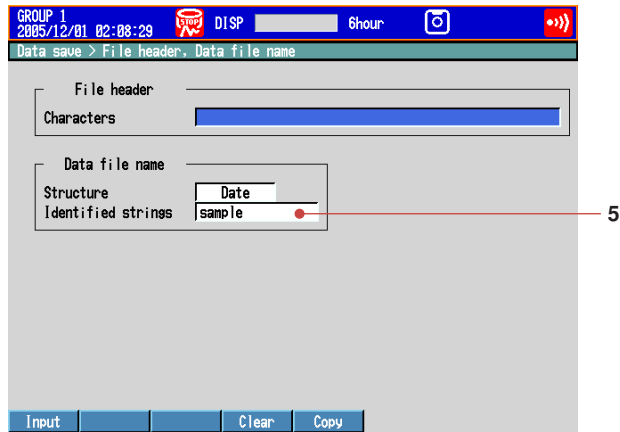 GROUP 1
2005/12/01 02:08:29 STOP DISP 6hour
Data save > File header, Data file name
File header
Characters
Data file name
Structure Date
Identified strings sample
5
Input Clear Copy